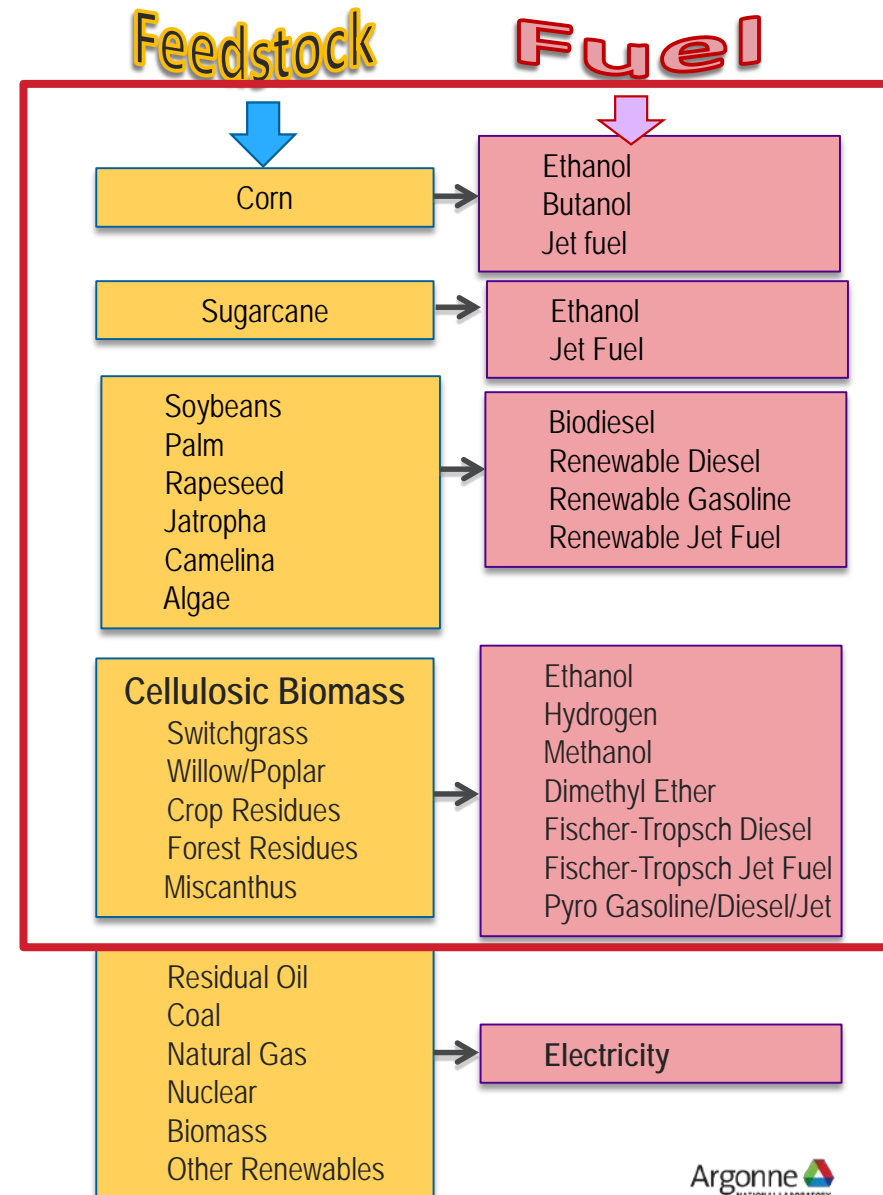 Feedstock
Fuel
Corn
Ethanol
Butanol
Jet fuel
Sugarcane
Ethanol
Jet Fuel
Soybeans
Palm
Rapeseed
Jatropha
Camelina
Algae
Biodiesel
Renewable Diesel
Renewable Gasoline
Renewable Jet Fuel
Cellulosic Biomass
Switchgrass
Willow/Poplar
Crop Residues
Forest Residues
Miscanthus
Ethanol
Hydrogen
Methanol
Dimethyl Ether
Fischer-Tropsch Diesel
Fischer-Tropsch Jet Fuel
Pyro Gasoline/Diesel/Jet
Residual Oil
Coal
Natural Gas
Nuclear
Biomass
Other Renewables
Electricity
Argonne
NATIONAL LABORATORY